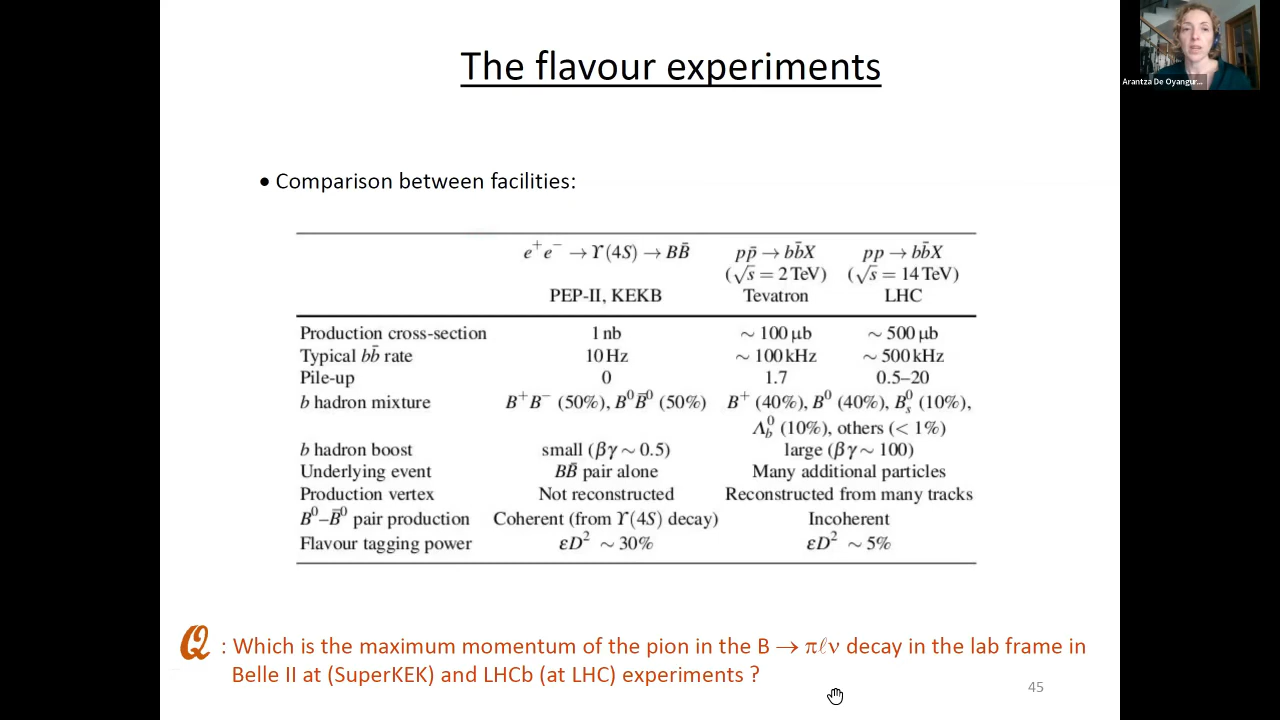 The flavour experiments
Arantza De Oyangur...
• Comparison between facilities:
e⁺e⁻ → ϒ(4S) → BB̄ pp̄ → bb̄X pp → bb̄X
(√s = 2 TeV) (√s = 14 TeV)
PEP-II, KEKB Tevatron LHC
Production cross-section 1 nb ~ 100 μb ~ 500 μb
Typical bb̄ rate 10 Hz ~ 100 kHz ~ 500 kHz
Pile-up 0 1.7 0.5–20
b hadron mixture B⁺B⁻ (50%), B⁰B̄⁰ (50%) B⁺ (40%), B⁰ (40%), B⁰ₛ (10%),
Λ⁰_b (10%), others (< 1%)
b hadron boost small (βγ ~ 0.5) large (βγ ~ 100)
Underlying event BB̄ pair alone Many additional particles
Production vertex Not reconstructed Reconstructed from many tracks
B⁰–B̄⁰ pair production Coherent (from ϒ(4S) decay) Incoherent
Flavour tagging power εD² ~ 30% εD² ~ 5%
Q : Which is the maximum momentum of the pion in the B → πℓν decay in the lab frame in
Belle II at (SuperKEK) and LHCb (at LHC) experiments ?
45